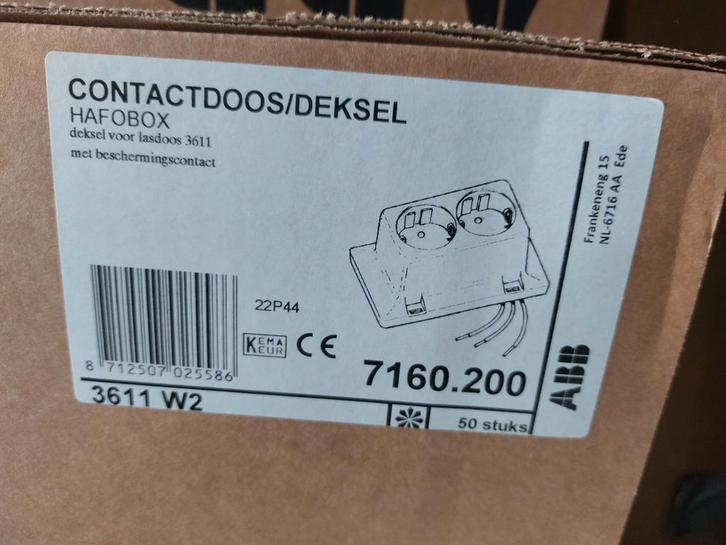 CONTACTDOOS/DEKSEL
HAFOBOX
deksel voor lasdoos 3611
met beschermingscontact
Frankeneng 15
NL-6716 AA Ede
22P44
KEMA
KEUR
CE
8 712507 025586
7160.200
ABB
3611 W2
50 stuks